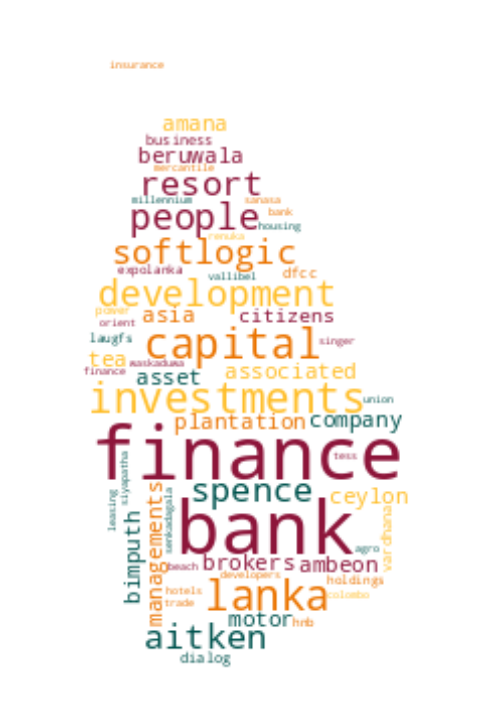 insurance
amana
business
beruwala
mercantile
resort
millennium
sanasa
people
bank
housing
renuka
softlogic
expolanka
vallibel
dfcc
development
power
asia
citizens
orient
laugfs
capital
singer
tea
waskaduwa
associated
finance
asset
investments
union
plantation
company
finance
tess
siyapatha
spence
ceylon
leasing
managements
senkadagala
bank
vardhana
bimputh
agro
beach
brokers
ambeon
developers
holdings
hotels
lanka
colombo
trade
motor
hnb
aitken
dialog